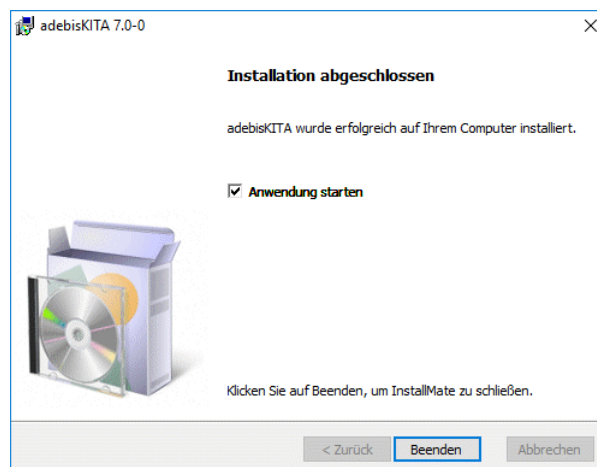 adebisKITA 7.0-0
Installation abgeschlossen
adebisKITA wurde erfolgreich auf Ihrem Computer installiert.
Anwendung starten
Klicken Sie auf Beenden, um InstallMate zu schließen.
< Zurück Beenden Abbrechen